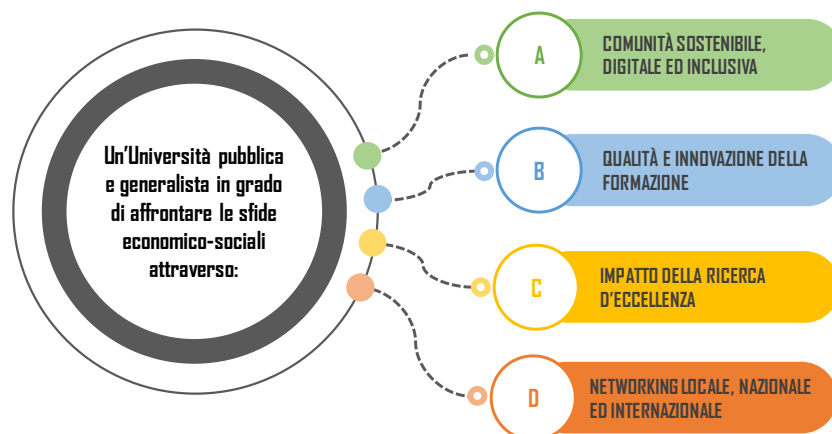 Un'Università pubblica
e generalista in grado
di affrontare le sfide
economico-sociali
attraverso:
A
COMUNITÀ SOSTENIBILE,
DIGITALE ED INCLUSIVA
B
QUALITÀ E INNOVAZIONE DELLA
FORMAZIONE
C
IMPATTO DELLA RICERCA
D'ECCELLENZA
D
NETWORKING LOCALE, NAZIONALE
ED INTERNAZIONALE